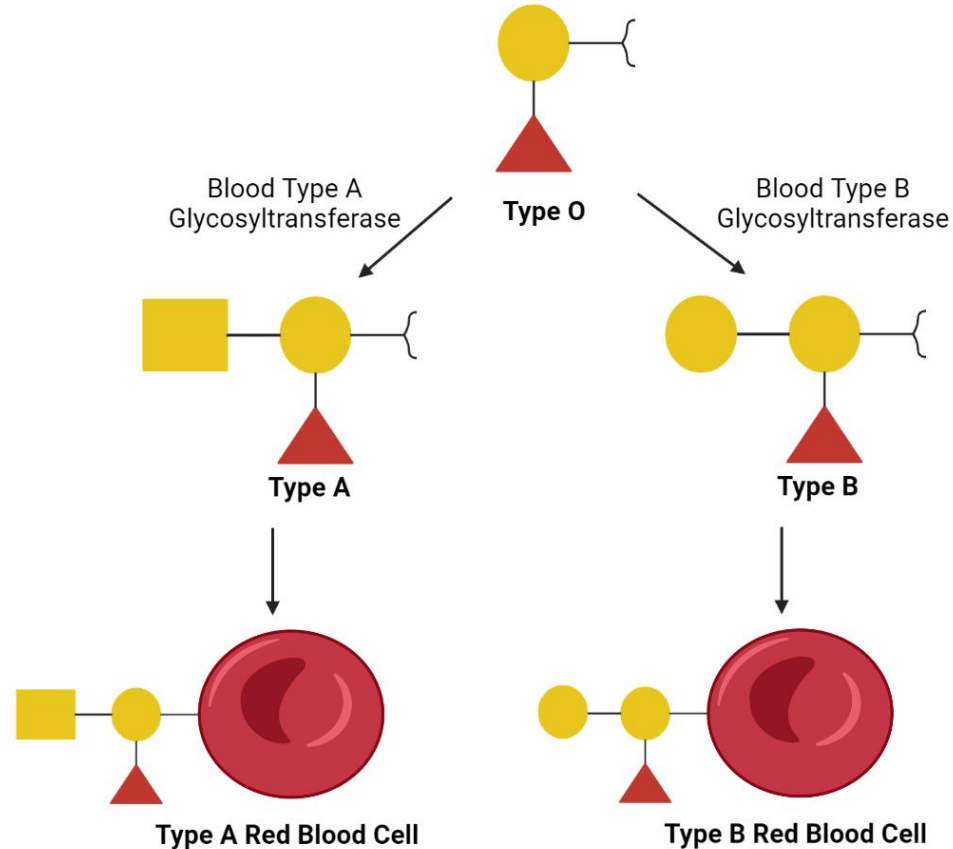 Type O
Blood Type A
Glycosyltransferase
Blood Type B
Glycosyltransferase
Type A
Type B
Type A Red Blood Cell
Type B Red Blood Cell